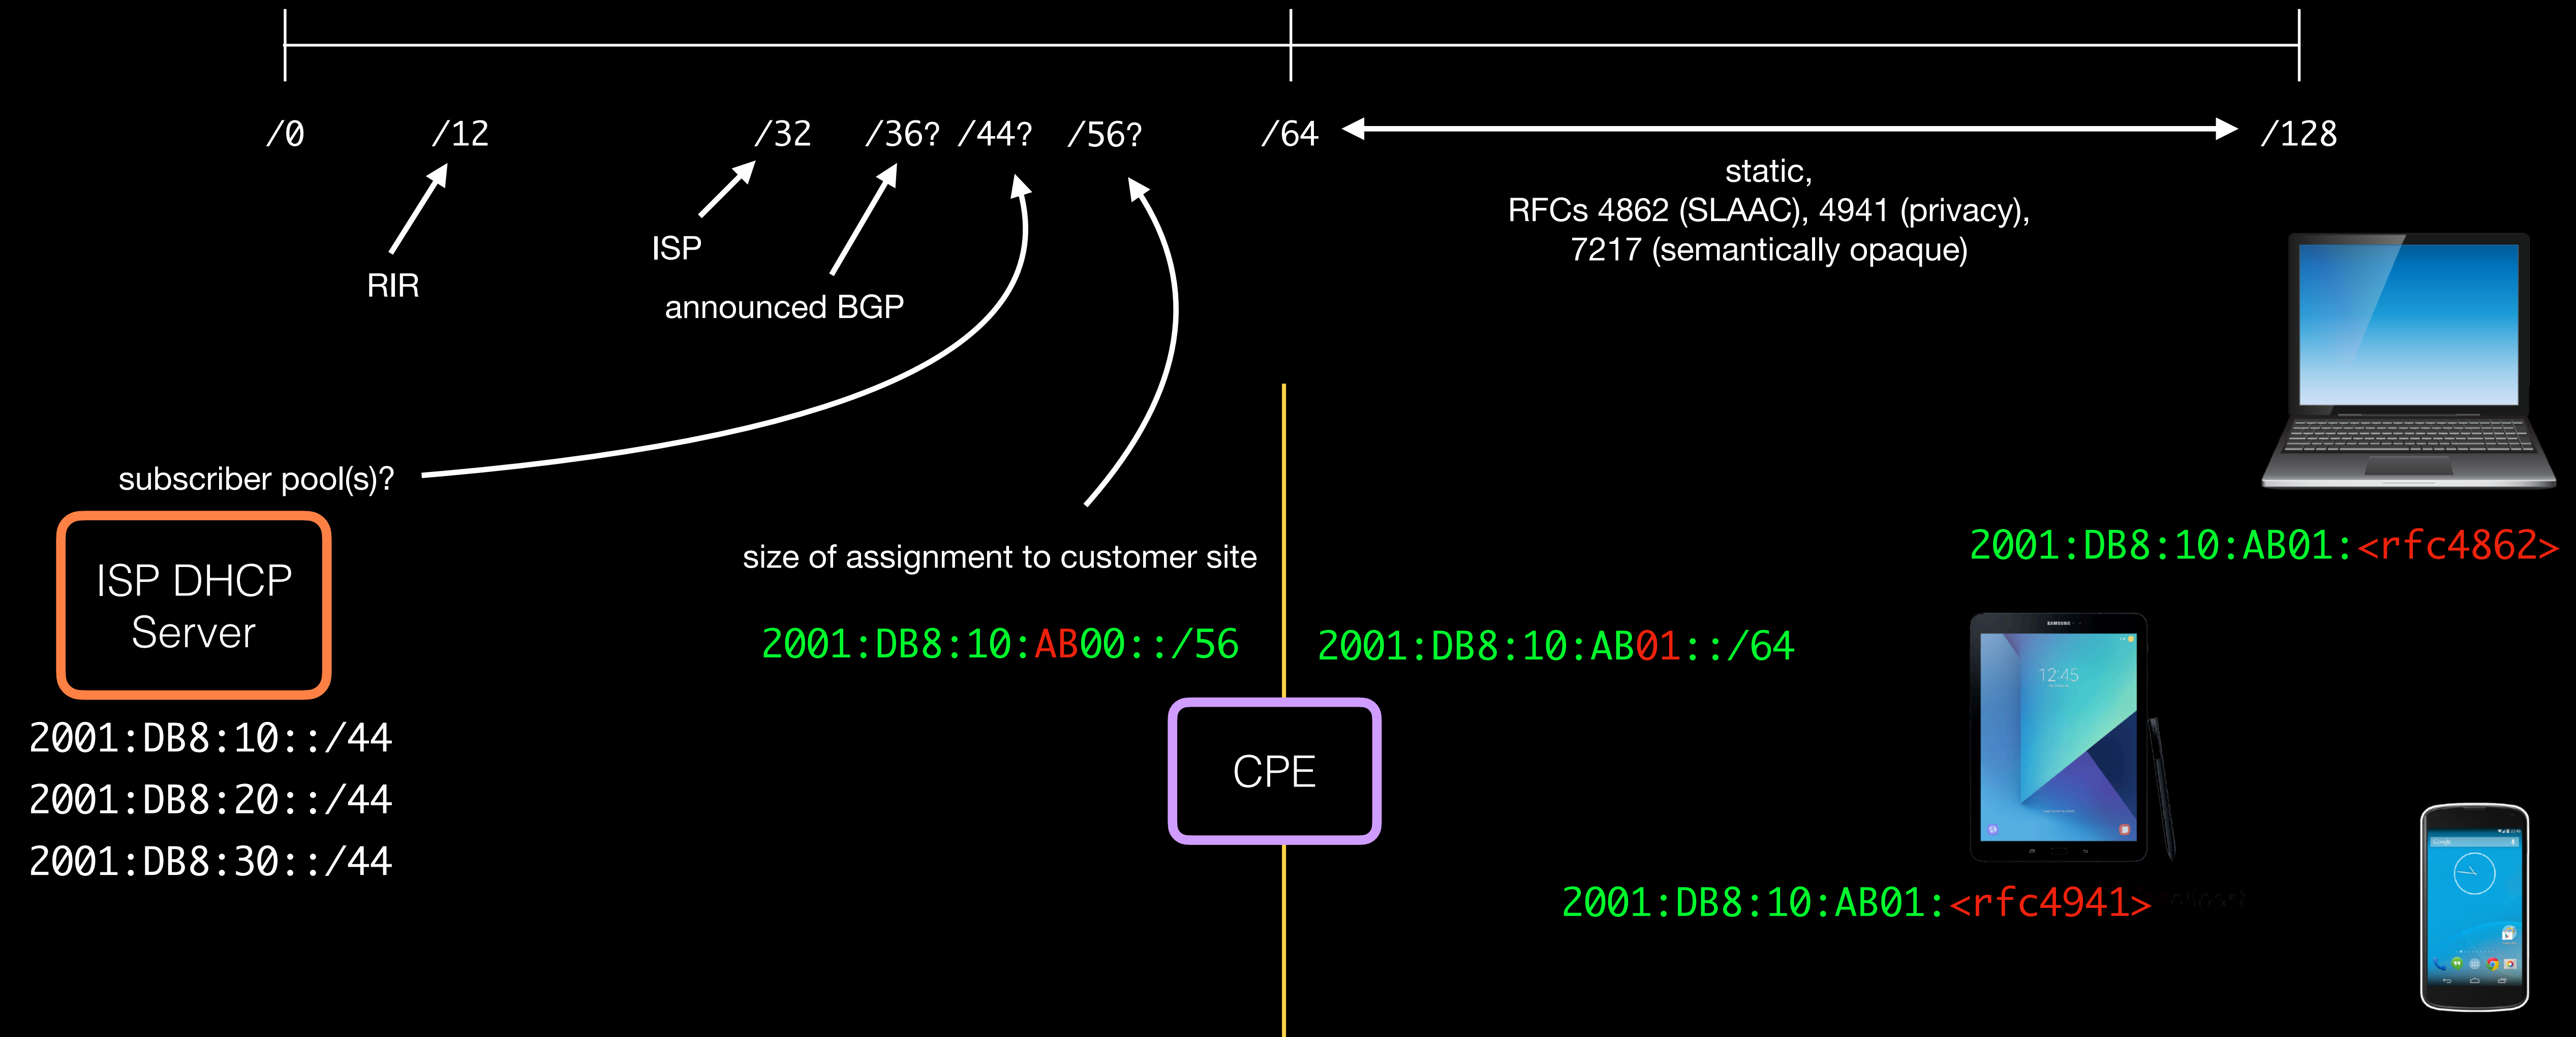 /0
/12
/32
/36?
/44?
/56?
/64
/128
static,
RFCs 4862 (SLAAC), 4941 (privacy),
7217 (semantically opaque)
RIR
ISP
announced BGP
subscriber pool(s)?
ISP DHCP
Server
2001:DB8:10::/44
2001:DB8:20::/44
2001:DB8:30::/44
size of assignment to customer site
2001:DB8:10:AB00::/56
2001:DB8:10:AB01::/64
CPE
2001:DB8:10:AB01:<rfc4862>
SAMSUNG
12:45
2001:DB8:10:AB01:<rfc4941>
Google